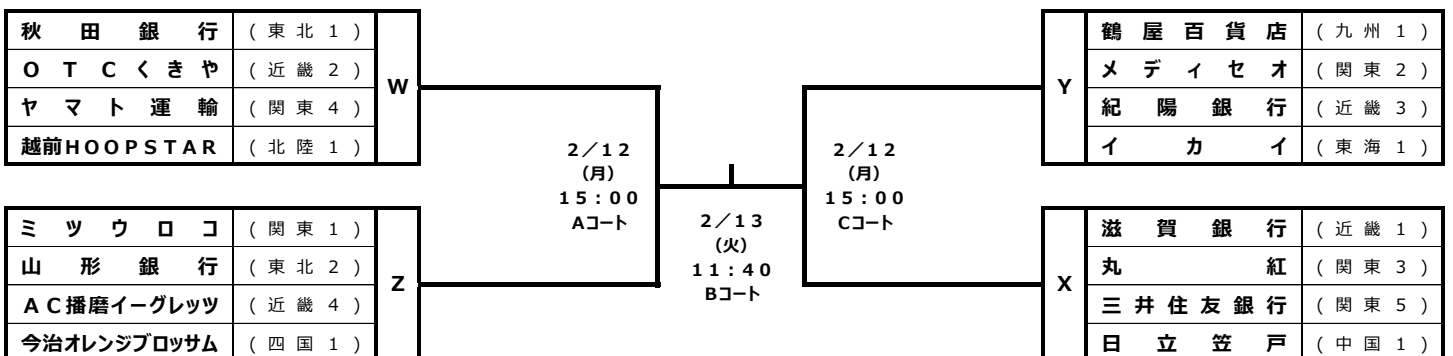 秋田銀行 (東北1)
OTCくきや (近畿2)
ヤマト運輸 (関東4)
越前HOOPSTAR (北陸1)
W
ミツウロコ (関東1)
山形銀行 (東北2)
AC播磨イーグレッツ (近畿4)
今治オレンジブロッサム (四国1)
Z
2/12
(月)
15:00
Aコート
2/13
(火)
11:40
Bコート
2/12
(月)
15:00
Cコート
Y
鶴屋百貨店 (九州1)
メディセオ (関東2)
紀陽銀行 (近畿3)
イカイ (東海1)
X
滋賀銀行 (近畿1)
丸紅 (関東3)
三井住友銀行 (関東5)
日立笠戸 (中国1)